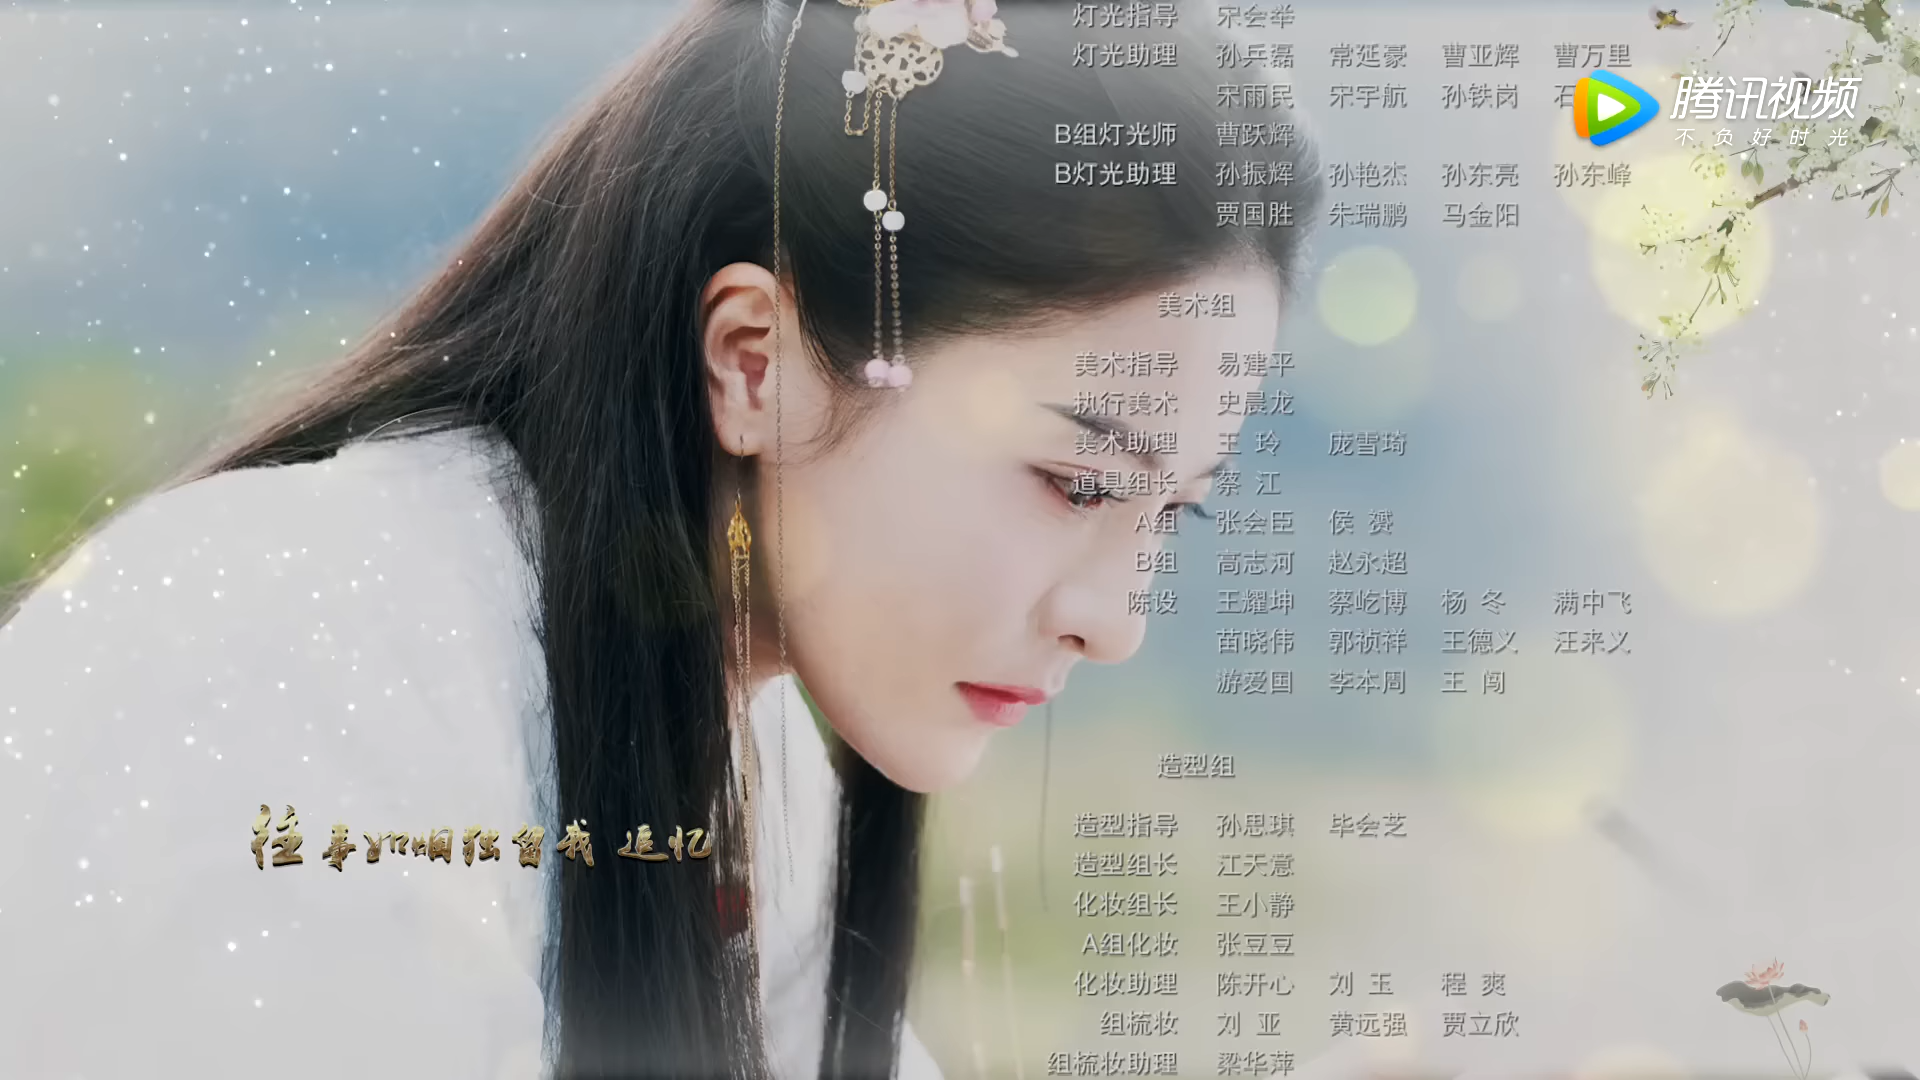 灯光指导 宋会举
灯光助理 孙兵磊 常延豪 曹亚辉 曹万里
宋雨民 宋宇航 孙铁岗 石
腾讯视频
不负好时光
B组灯光师 曹跃辉
B灯光助理 孙振辉 孙艳杰 孙东亮 孙东峰
贾国胜 朱瑞鹏 马金阳
美术组
美术指导 易建平
执行美术 史晨龙
美术助理 王 玲 庞雪琦
道具组长 蔡 江
A组 张会臣 侯 赟
B组 高志河 赵永超
陈设 王耀坤 蔡屹博 杨 冬 满中飞
苗晓伟 郭祯祥 王德义 汪来义
游爱国 李本周 王 闯
造型组
造型指导 孙思琪 毕会芝
造型组长 江天意
往事如烟独留我 追忆
化妆组长 王小静
A组化妆 张豆豆
化妆助理 陈开心 刘 玉 程 爽
组梳妆 刘 亚 黄远强 贾立欣
组梳妆助理 梁华萍